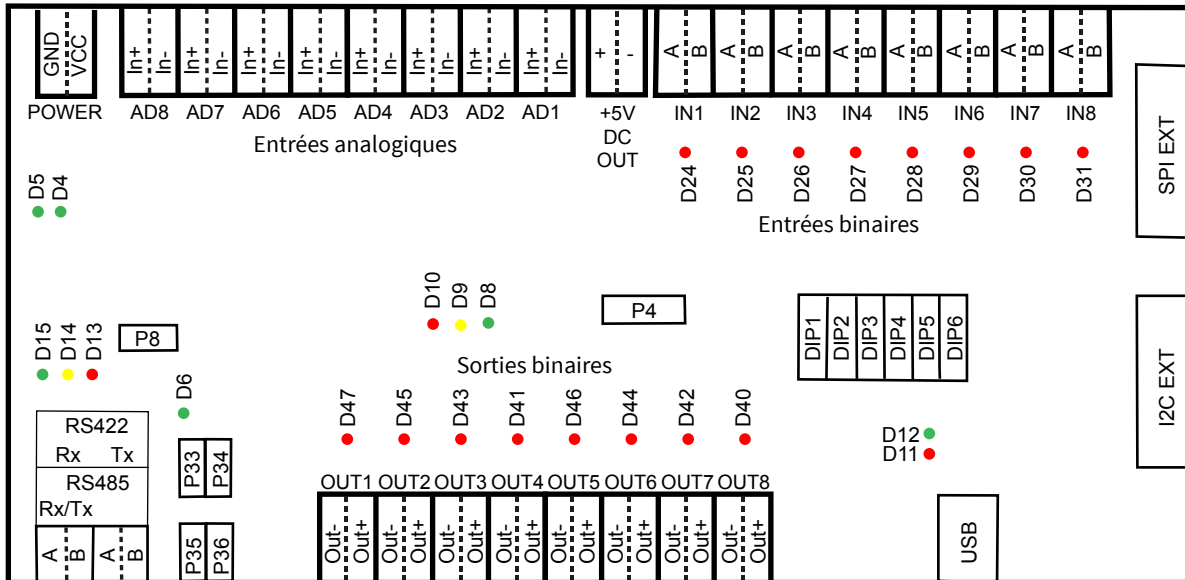 GND VCC
In+ In- In+ In- In+ In- In+ In- In+ In- In+ In- In+ In- In+ In-
+ -
A B A B A B A B A B A B A B A B
POWER AD8 AD7 AD6 AD5 AD4 AD3 AD2 AD1 +5V IN1 IN2 IN3 IN4 IN5 IN6 IN7 IN8
DC
OUT
Entrées analogiques
D24 D25 D26 D27 D28 D29 D30 D31
SPI EXT
D5 D4
Entrées binaires
D10 D9 D8
P4
DIP1 DIP2 DIP3 DIP4 DIP5 DIP6
D15 D14 D13
P8
Sorties binaires
I2C EXT
D6
D47 D45 D43 D41 D46 D44 D42 D40
D12
D11
RS422
Rx Tx
P33 P34
RS485
Rx/Tx
OUT1 OUT2 OUT3 OUT4 OUT5 OUT6 OUT7 OUT8
A B A B
P35 P36
Out- Out+ Out- Out+ Out- Out+ Out- Out+ Out- Out+ Out- Out+ Out- Out+ Out- Out+
USB